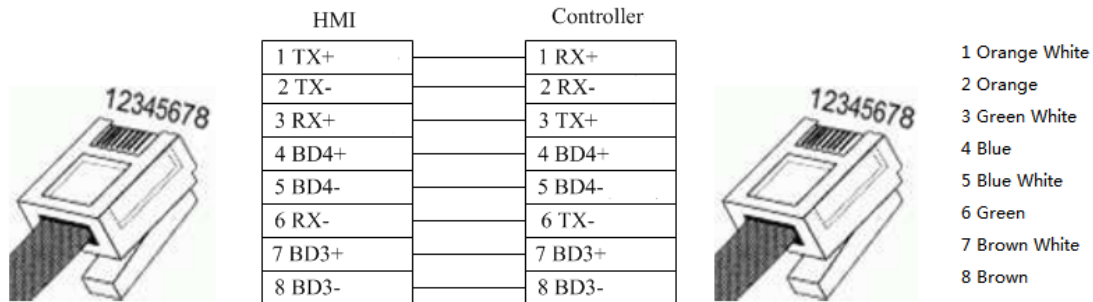 HMI
Controller
1 TX+
1 RX+
2 TX-
2 RX-
3 RX+
3 TX+
4 BD4+
4 BD4+
5 BD4-
5 BD4-
6 RX-
6 TX-
7 BD3+
7 BD3+
8 BD3-
8 BD3-
12345678
12345678
1 Orange White
2 Orange
3 Green White
4 Blue
5 Blue White
6 Green
7 Brown White
8 Brown